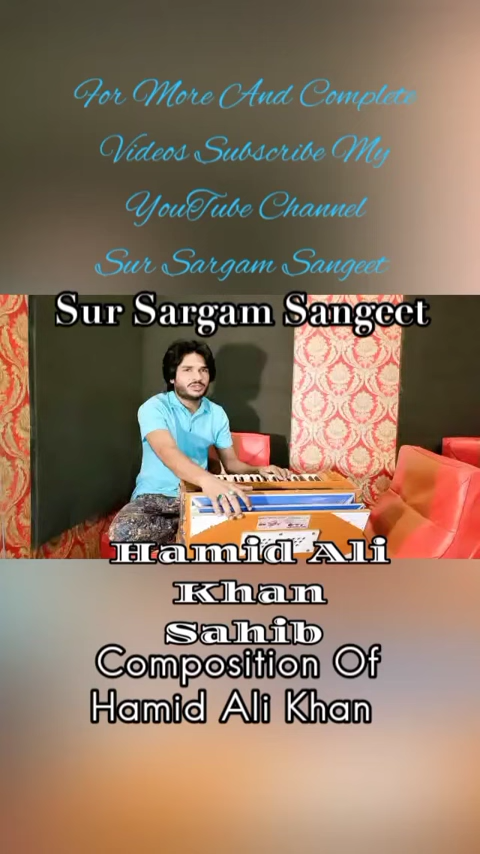 For More And Complete
Videos Subscribe My
YouTube Channel
Sur Sargam Sangeet
Sur Sargam Sangeet
Hamid Ali
Khan
Sahib
Composition Of
Hamid Ali Khan